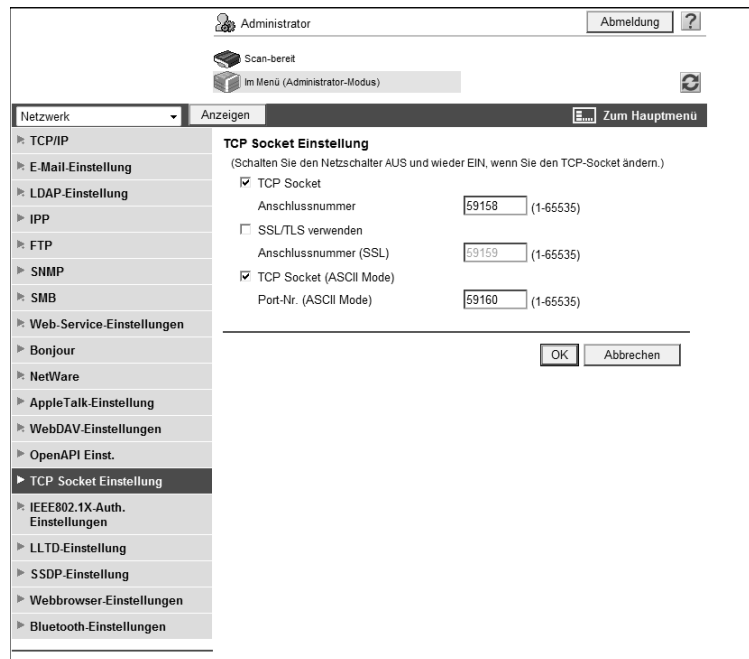 Administrator
Abmeldung
?
Scan-bereit
Im Menü (Administrator-Modus)
Netzwerk
Anzeigen
Zum Hauptmenü
TCP/IP
E-Mail-Einstellung
LDAP-Einstellung
IPP
FTP
SNMP
SMB
Web-Service-Einstellungen
Bonjour
NetWare
AppleTalk-Einstellung
WebDAV-Einstellungen
OpenAPI Einst.
TCP Socket Einstellung
IEEE802.1X-Auth.
Einstellungen
LLTD-Einstellung
SSDP-Einstellung
Webbrowser-Einstellungen
Bluetooth-Einstellungen
TCP Socket Einstellung
(Schalten Sie den Netzschalter AUS und wieder EIN, wenn Sie den TCP-Socket ändern.)
TCP Socket
Anschlussnummer 59158 (1-65535)
SSL/TLS verwenden
Anschlussnummer (SSL) 59159 (1-65535)
TCP Socket (ASCII Mode)
Port-Nr. (ASCII Mode) 59160 (1-65535)
OK Abbrechen